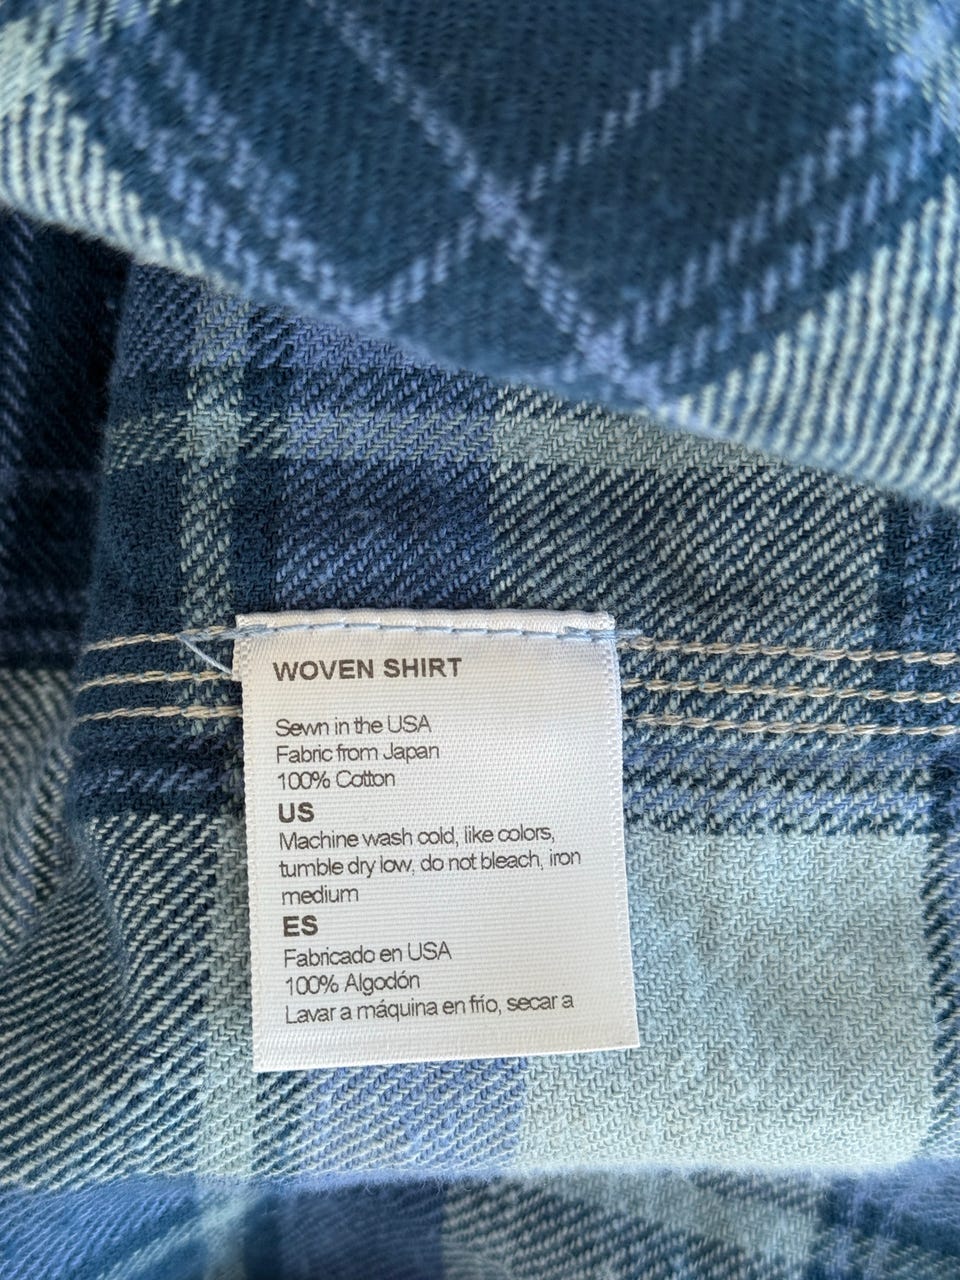 WOVEN SHIRT
Sewn in the USA
Fabric from Japan
100% Cotton
US
Machine wash cold, like colors,
tumble dry low, do not bleach, iron
medium
ES
Fabricado en USA
100% Algodón
Lavar a máquina en frío, secar a